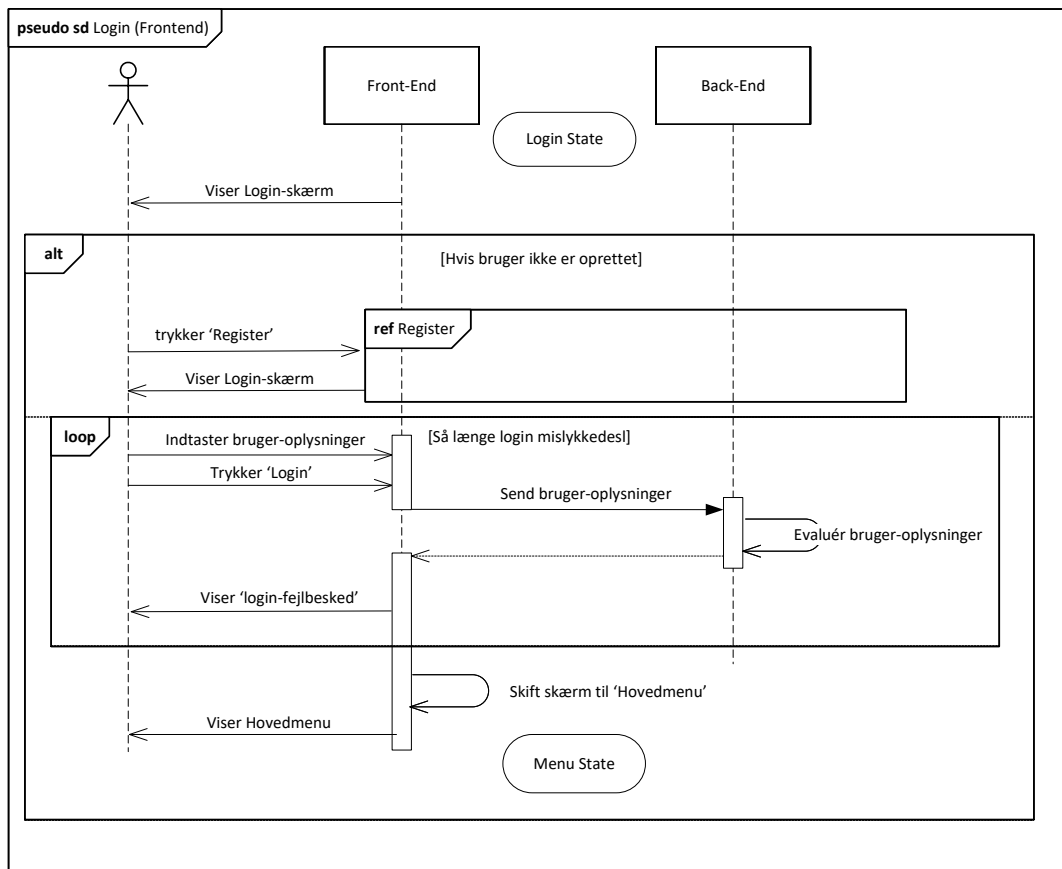 pseudo sd Login (Frontend)
Front-End
Back-End
Login State
Viser Login-skærm
alt
[Hvis bruger ikke er oprettet]
ref Register
trykker ‘Register’
Viser Login-skærm
loop
Indtaster bruger-oplysninger
[Så længe login mislykkedesl
Trykker ‘Login’
Send bruger-oplysninger
Evaluér bruger-oplysninger
Viser ‘login-fejlbesked’
Skift skærm til ‘Hovedmenu’
Viser Hovedmenu
Menu State